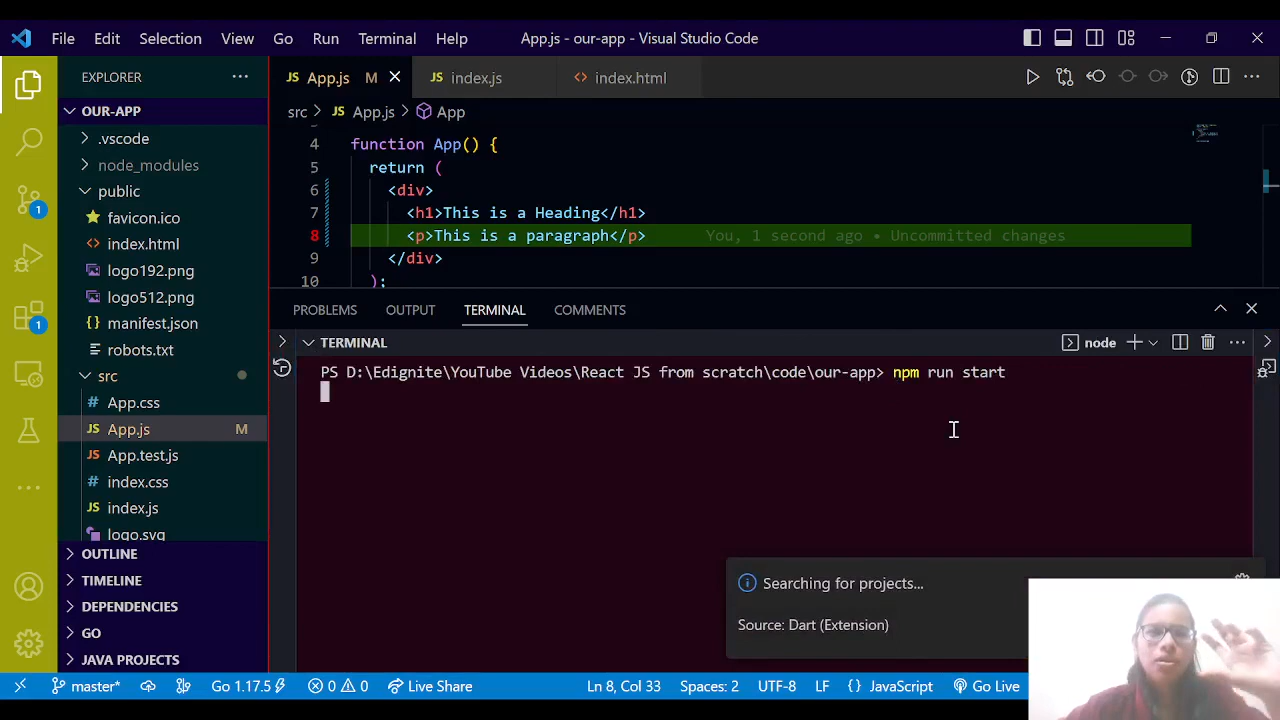 File Edit Selection View Go Run Terminal Help App.js - our-app - Visual Studio Code
EXPLORER
OUR-APP
.vscode
node_modules
public
favicon.ico
index.html
logo192.png
logo512.png
manifest.json
robots.txt
src
App.css
App.js M
App.test.js
index.css
index.js
logo.svg
OUTLINE
TIMELINE
DEPENDENCIES
GO
JAVA PROJECTS
1
1
JS App.js M JS index.js <> index.html
src > JS App.js > App
4 function App() {
5 return (
6 <div>
7 <h1>This is a Heading</h1>
8 <p>This is a paragraph</p> You, 1 second ago • Uncommitted changes
9 </div>
10 );
PROBLEMS OUTPUT TERMINAL COMMENTS
TERMINAL node
PS D:\Edignite\YouTube Videos\React JS from scratch\code\our-app> npm run start
Searching for projects...
Source: Dart (Extension)
master* Go 1.17.5 0 0 Live Share Ln 8, Col 33 Spaces: 2 UTF-8 LF {} JavaScript Go Live